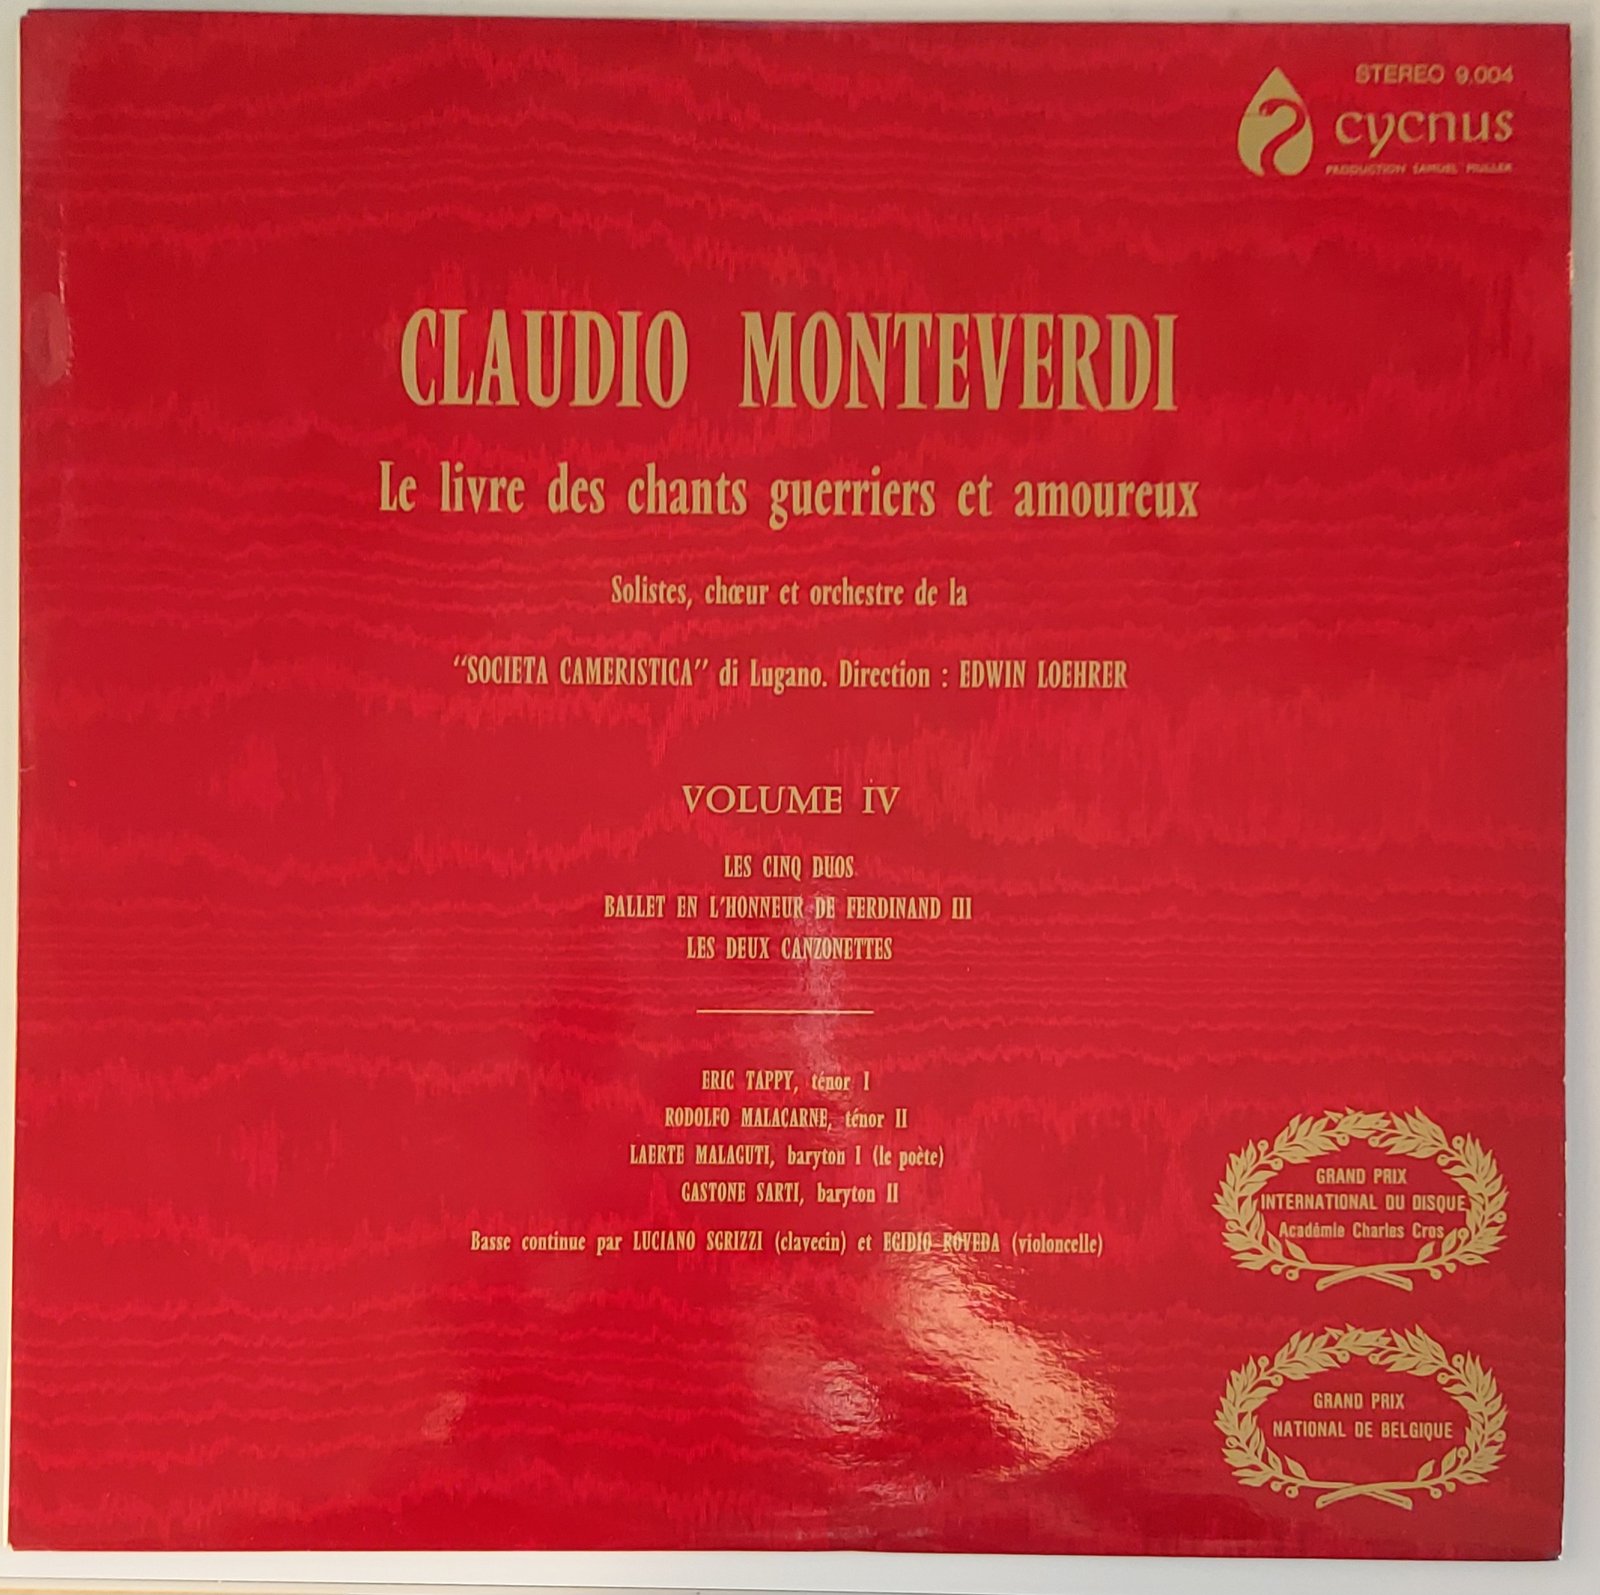 STEREO 9.004
cycnus
PRODUCTION SAMUEL MULLER
CLAUDIO MONTEVERDI
Le livre des chants guerriers et amoureux
Solistes, chœur et orchestre de la
“SOCIETA CAMERISTICA” di Lugano. Direction : EDWIN LOEHRER
VOLUME IV
LES CINQ DUOS
BALLET EN L'HONNEUR DE FERDINAND III
LES DEUX CANZONETTES
ERIC TAPPY, ténor I
RODOLFO MALACARNE, ténor II
LAERTE MALAGUTI, baryton I (le poète)
GASTONE SARTI, baryton II
Basse continue par LUCIANO SGRIZZI (clavecin) et EGIDIO ROVEDA (violoncelle)
GRAND PRIX
INTERNATIONAL DU DISQUE
Académie Charles Cros
GRAND PRIX
NATIONAL DE BELGIQUE